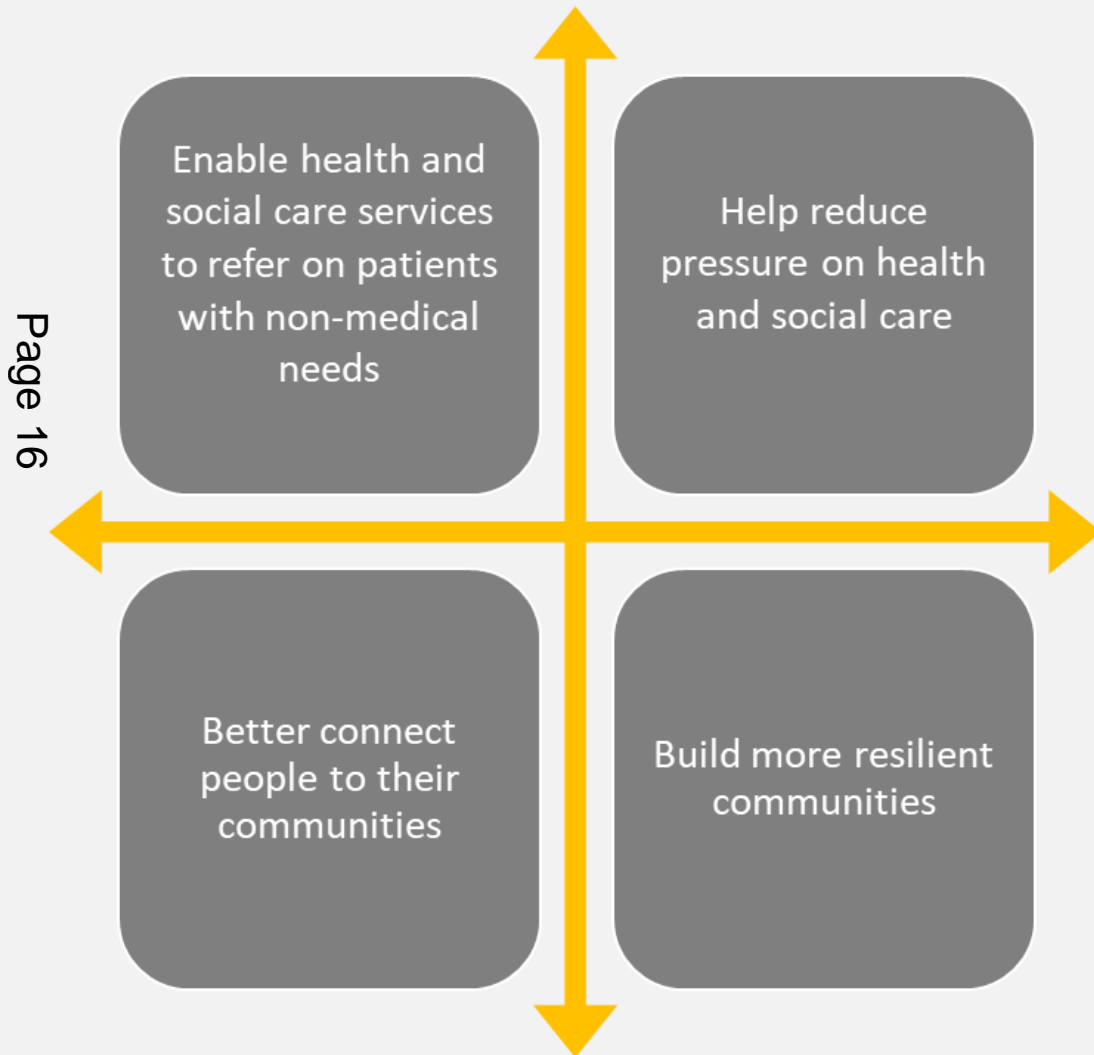 Enable health and
social care services
to refer on patients
with non-medical
needs
Help reduce
pressure on health
and social care
Page 16
Better connect
people to their
communities
Build more resilient
communities